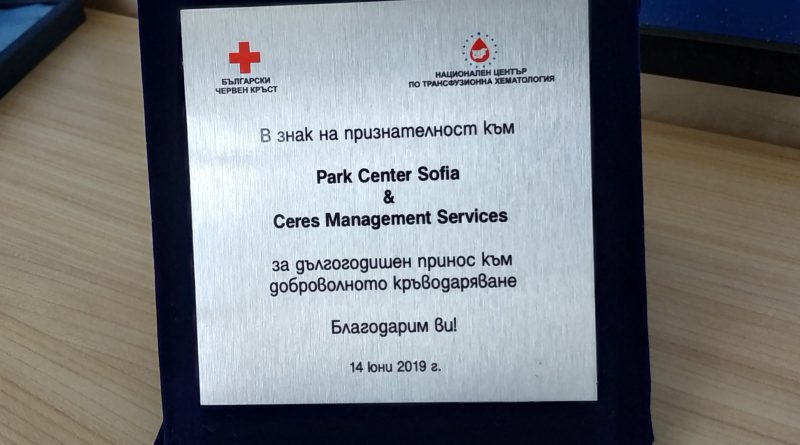 БЪЛГАРСКИ
ЧЕРВЕН КРЪСТ
НАЦИОНАЛЕН ЦЕНТЪР
ПО ТРАНСФУЗИОННА ХЕМАТОЛОГИЯ
В знак на признателност към
Park Center Sofia
&
Ceres Management Services
за дългогодишен принос към
доброволното кръводаряване
Благодарим ви!
14 юни 2019 г.